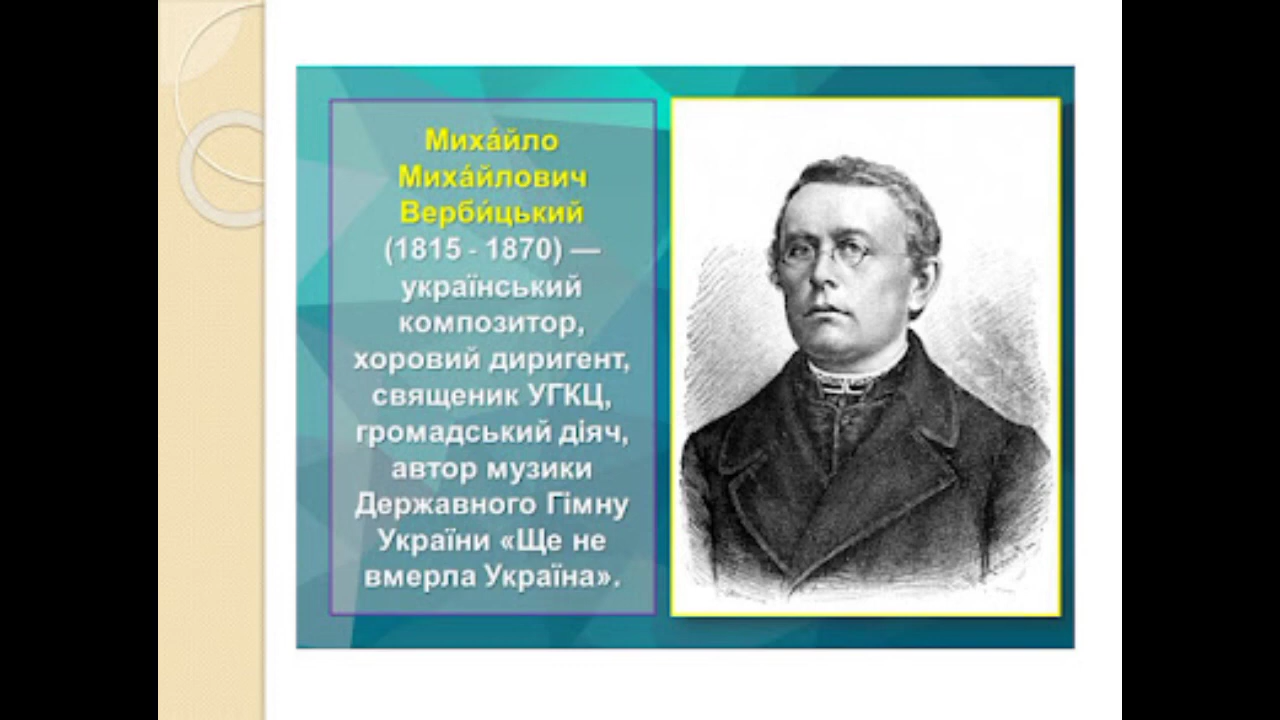 Миха́йло
Миха́йлович
Верби́цький
(1815 - 1870) —
український
композитор,
хоровий диригент,
священик УГКЦ,
громадський діяч,
автор музики
Державного Гімну
України «Ще не
вмерла Україна».